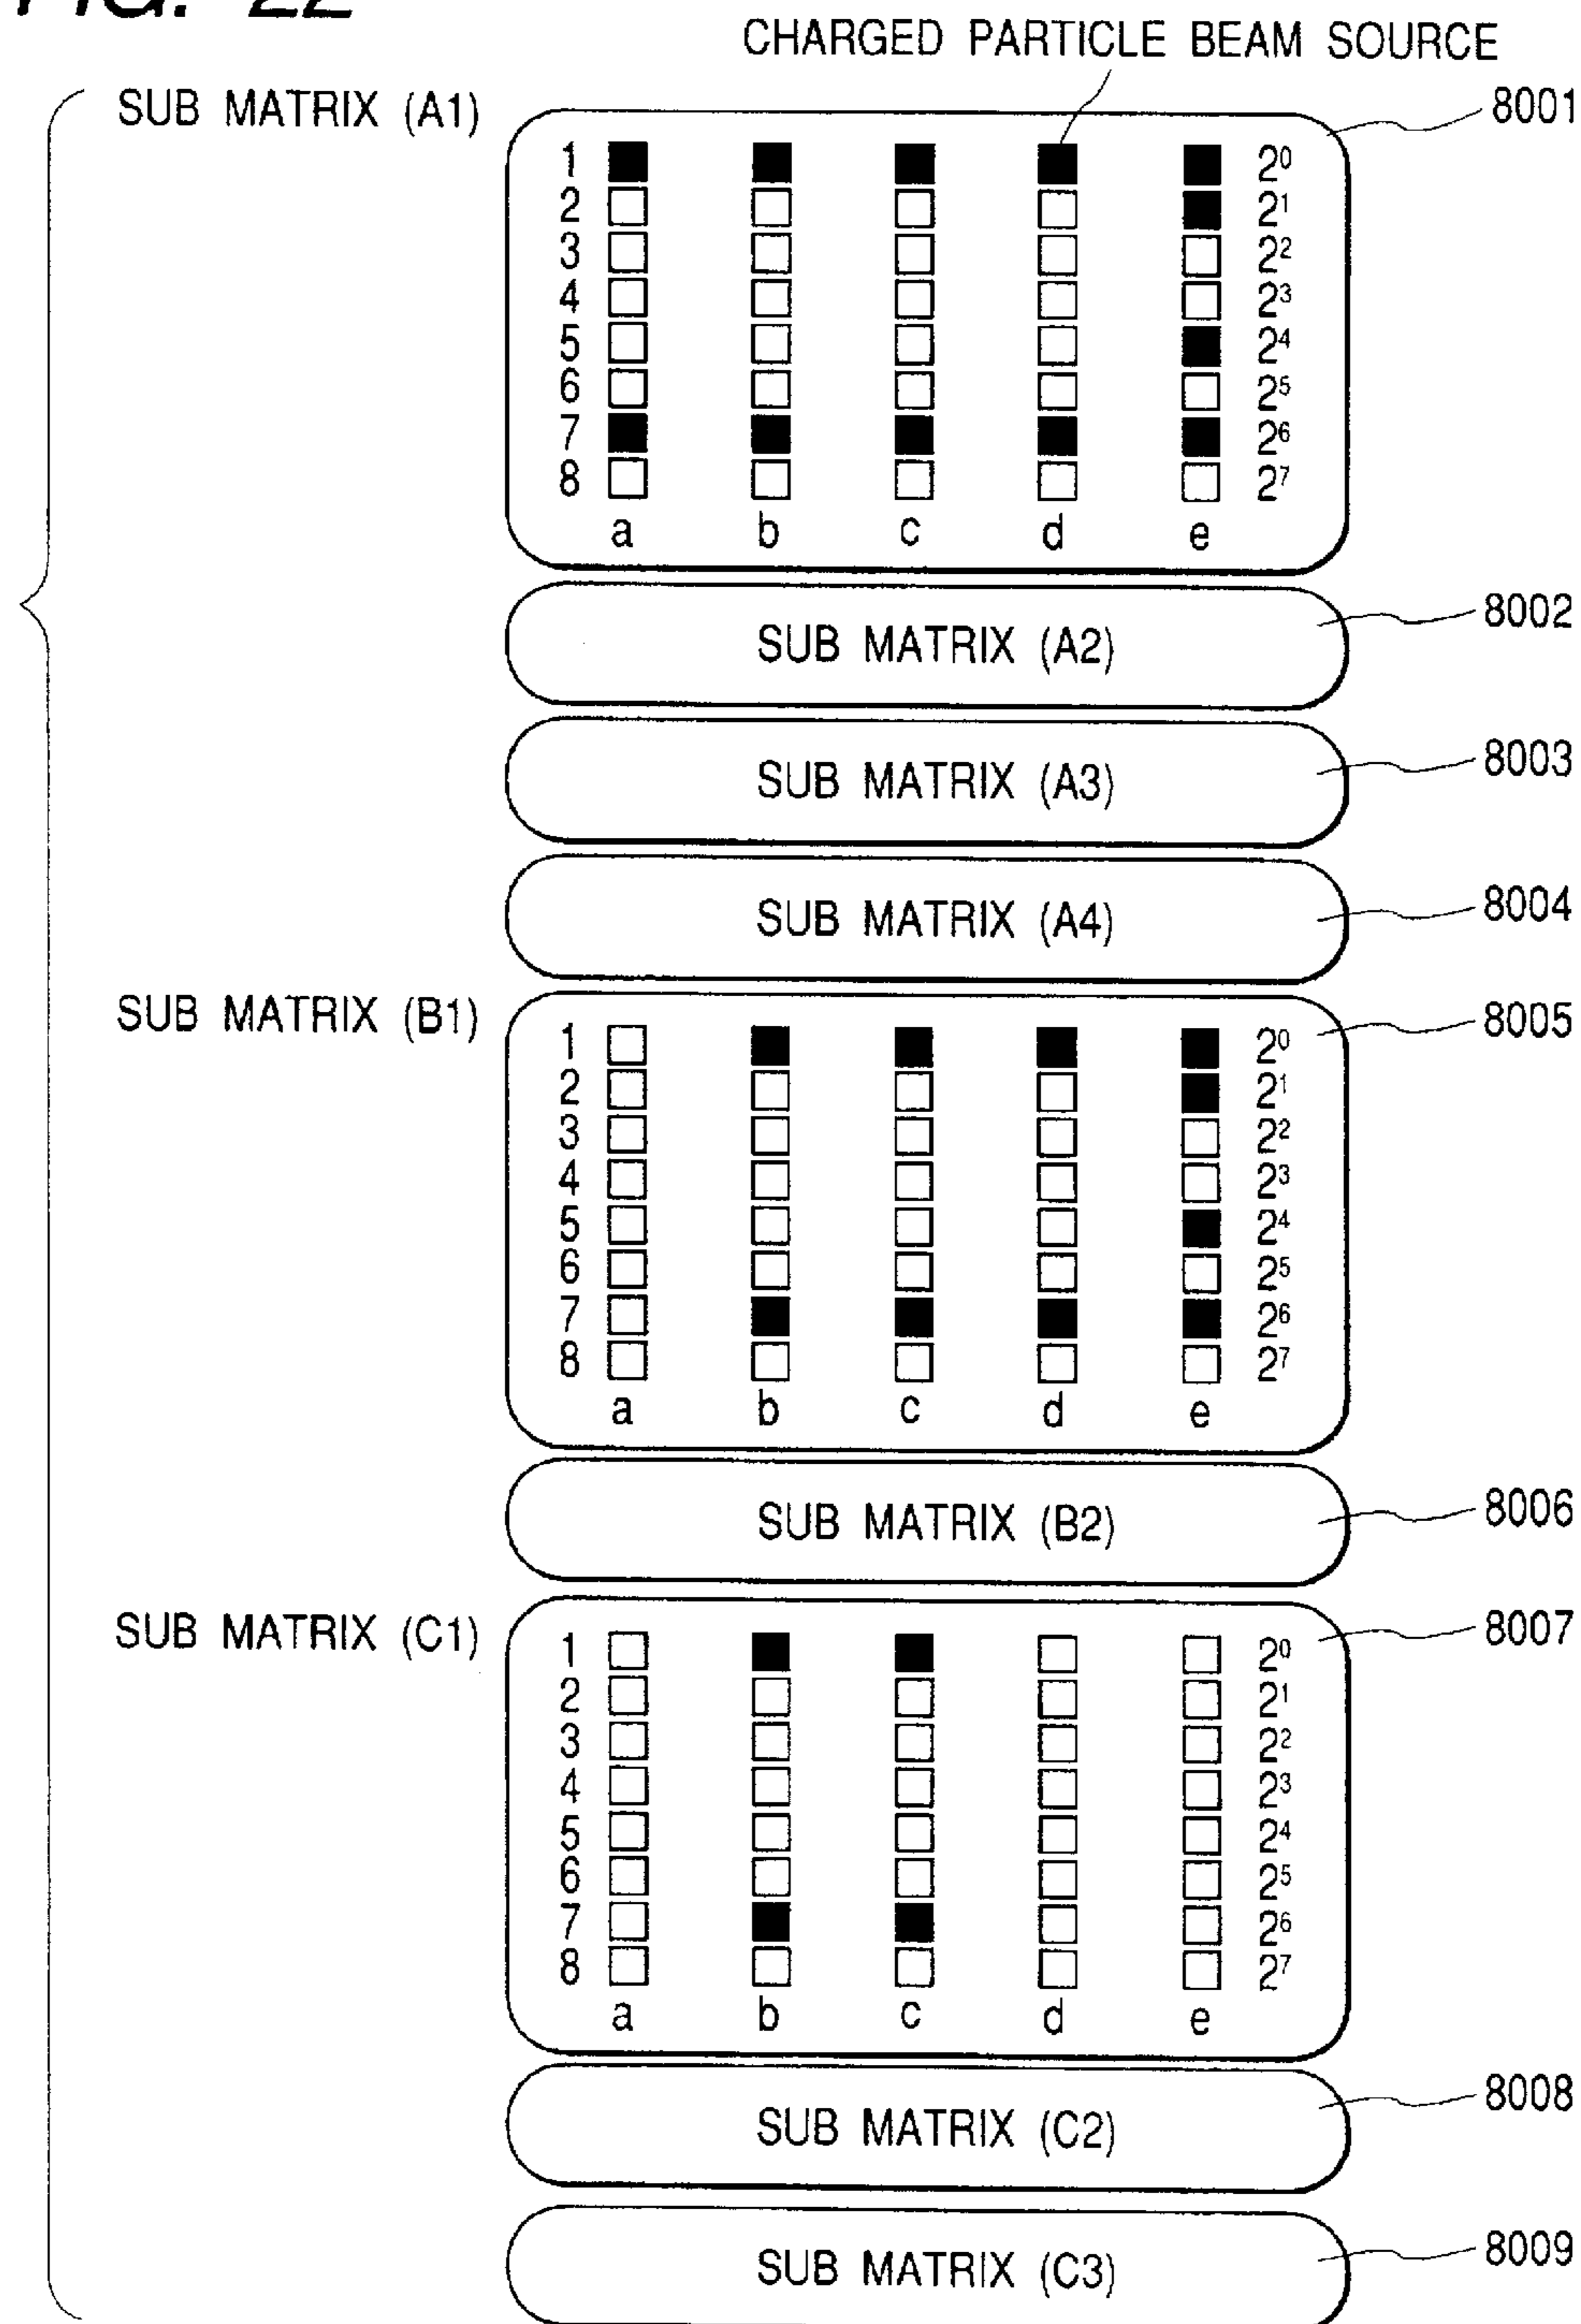 FIG. 22
CHARGED PARTICLE BEAM SOURCE
SUB MATRIX (A1)
8001
1 2⁰
2 2¹
3 2²
4 2³
5 2⁴
6 2⁵
7 2⁶
8 2⁷
a b c d e
SUB MATRIX (A2)
8002
SUB MATRIX (A3)
8003
SUB MATRIX (A4)
8004
SUB MATRIX (B1)
8005
1 2⁰
2 2¹
3 2²
4 2³
5 2⁴
6 2⁵
7 2⁶
8 2⁷
a b c d e
SUB MATRIX (B2)
8006
SUB MATRIX (C1)
8007
1 2⁰
2 2¹
3 2²
4 2³
5 2⁴
6 2⁵
7 2⁶
8 2⁷
a b c d e
SUB MATRIX (C2)
8008
SUB MATRIX (C3)
8009